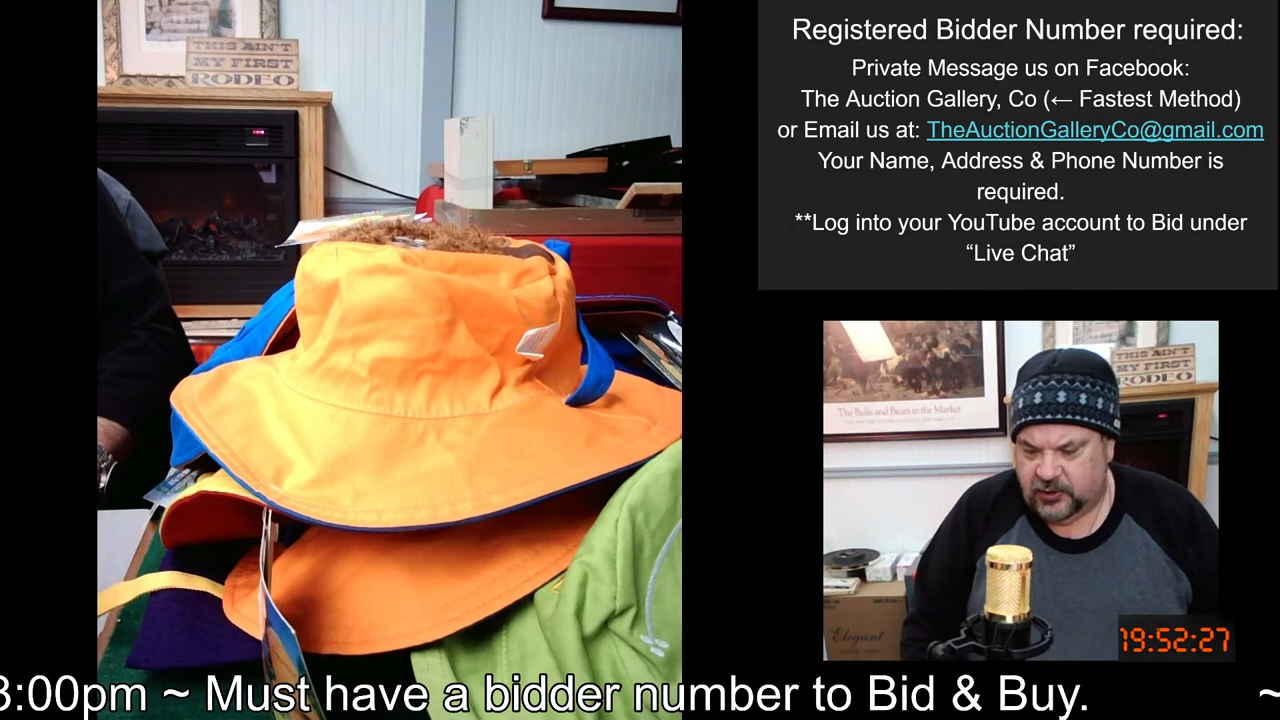 THIS AIN'T
MY FIRST
RODEO
Registered Bidder Number required:
Private Message us on Facebook:
The Auction Gallery, Co (← Fastest Method)
or Email us at: TheAuctionGalleryCo@gmail.com
Your Name, Address & Phone Number is
required.
**Log into your YouTube account to Bid under
“Live Chat”
The Bulls and Bears in the Market
THIS AIN'T
MY FIRST
RODEO
Elegant
19:52:27
3:00pm ~ Must have a bidder number to Bid & Buy. ~